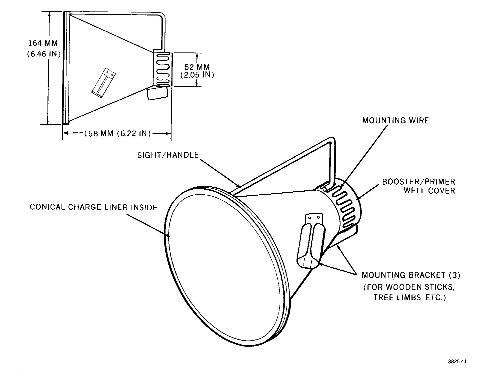 164 MM
(6.46 IN)
52 MM
(2.05 IN)
158 MM (6.22 IN)
MOUNTING WIRE
SIGHT/HANDLE
BOOSTER/PRIMER
WELL COVER
CONICAL CHARGE LINER INSIDE
MOUNTING BRACKET (3)
(FOR WOODEN STICKS,
TREE LIMBS ETC.)